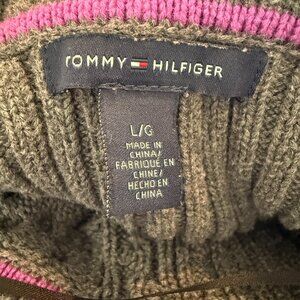 TOMMY HILFIGER
L/G
MADE IN
CHINA/
FABRIQUÉ EN
CHINE/
HECHO EN
CHINA